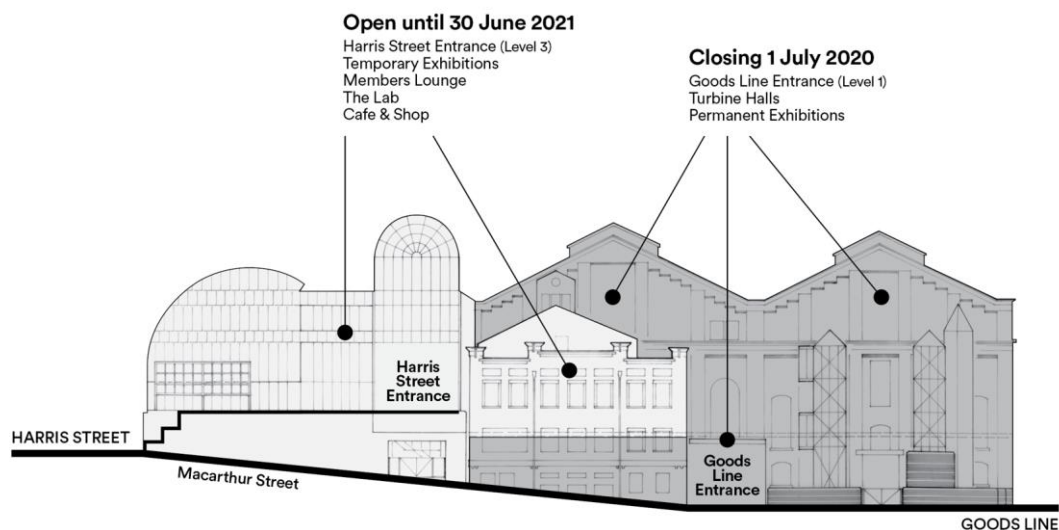 Open until 30 June 2021
Harris Street Entrance (Level 3)
Temporary Exhibitions
Members Lounge
The Lab
Cafe & Shop
Closing 1 July 2020
Goods Line Entrance (Level 1)
Turbine Halls
Permanent Exhibitions
Harris
Street
Entrance
HARRIS STREET
Macarthur Street
Goods
Line
Entrance
GOODS LINE